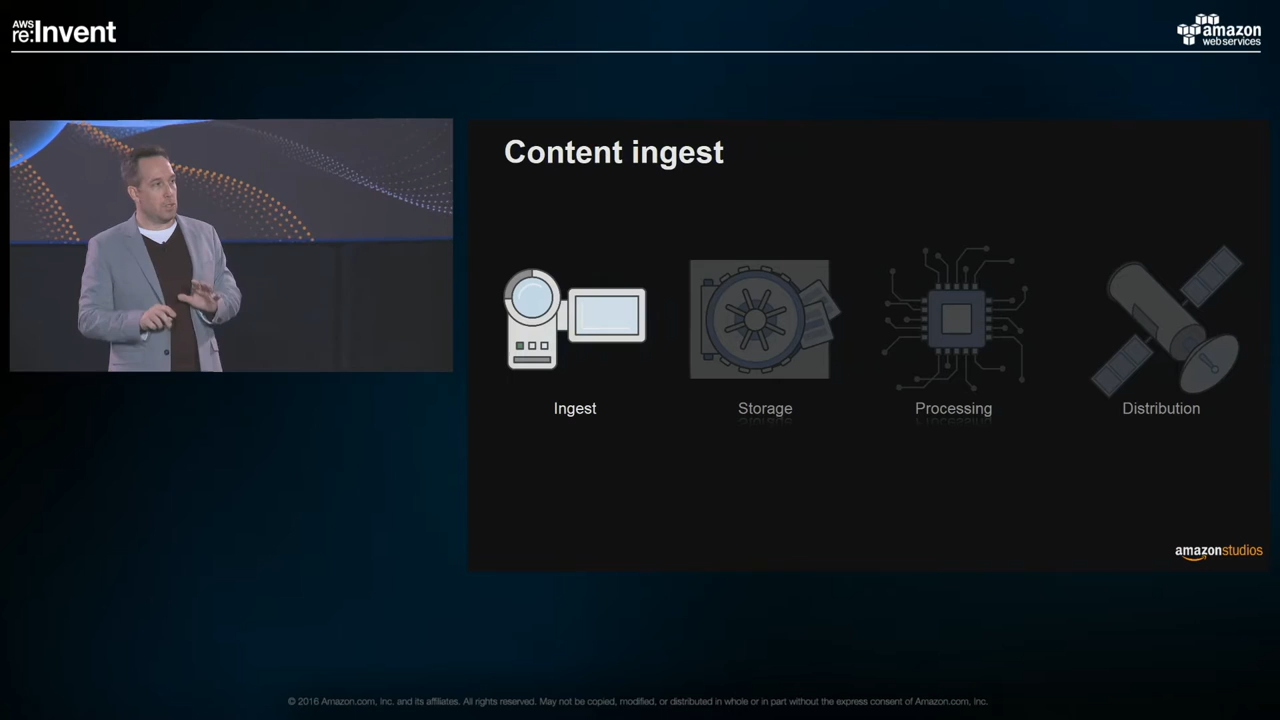 AWS
re:Invent
amazon
web services
Content ingest
Ingest
Storage
Processing
Distribution
amazonstudios
© 2016 Amazon.com, Inc. and its affiliates. All rights reserved. May not be copied, modified, or distributed in whole or in part without the express consent of Amazon.com, Inc.